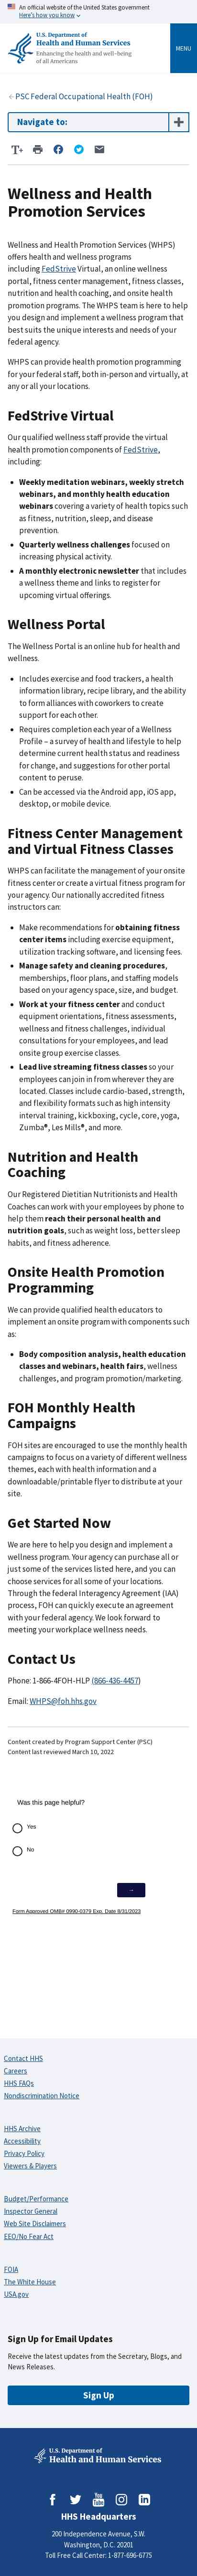 An official website of the United States government
Here's how you know
U.S. Department of
Health and Human Services
Enhancing the health and well-being
of all Americans
MENU
PSC Federal Occupational Health (FOH)
Navigate to:
T+
Wellness and Health
Promotion Services
Wellness and Health Promotion Services (WHPS)
offers health and wellness programs
including FedStrive Virtual, an online wellness
portal, fitness center management, fitness classes,
nutrition and health coaching, and onsite health
programming. The WHPS team is here to help
you design and implement a wellness program that
best suits the unique interests and needs of your
federal agency.
WHPS can provide health promotion programming
for your federal staff, both in-person and virtually, at
any or all of your locations.
FedStrive Virtual
Our qualified wellness staff provide the virtual
health promotion components of FedStrive,
including:
Weekly meditation webinars, weekly stretch
webinars, and monthly health education
webinars covering a variety of health topics such
as fitness, nutrition, sleep, and disease
prevention.
Quarterly wellness challenges focused on
increasing physical activity.
A monthly electronic newsletter that includes
a wellness theme and links to register for
upcoming virtual offerings.
Wellness Portal
The Wellness Portal is an online hub for health and
wellness.
Includes exercise and food trackers, a health
information library, recipe library, and the ability
to form alliances with coworkers to create
support for each other.
Requires completion each year of a Wellness
Profile – a survey of health and lifestyle to help
determine current health status and readiness
for change, and suggestions for other portal
content to peruse.
Can be accessed via the Android app, iOS app,
desktop, or mobile device.
Fitness Center Management
and Virtual Fitness Classes
WHPS can facilitate the management of your onsite
fitness center or create a virtual fitness program for
your agency. Our nationally accredited fitness
instructors can:
Make recommendations for obtaining fitness
center items including exercise equipment,
utilization tracking software, and licensing fees.
Manage safety and cleaning procedures,
memberships, floor plans, and staffing models
based on your agency space, size, and budget.
Work at your fitness center and conduct
equipment orientations, fitness assessments,
wellness and fitness challenges, individual
consultations for everyday employees, and lead
onsite group exercise classes.
Lead live streaming fitness classes so your
employees can join from wherever they are
located. Classes include cardio-based, strength,
and flexibility formats such as high intensity
interval training, kickboxing, cycle, core, yoga,
Zumba®, Les Mills®, and more.
Nutrition and Health
Coaching
Our Registered Dietitian Nutritionists and Health
Coaches can work with your employees by phone to
help them reach their personal health and
nutrition goals, such as weight loss, better sleep
habits, and fitness adherence.
Onsite Health Promotion
Programming
We can provide qualified health educators to
implement an onsite program with components such
as:
Body composition analysis, health education
classes and webinars, health fairs, wellness
challenges, and program promotion/marketing.
FOH Monthly Health
Campaigns
FOH sites are encouraged to use the monthly health
campaigns to focus on a variety of different wellness
themes, each with health information and a
downloadable/printable flyer to distribute at your
site.
Get Started Now
We are here to help you design and implement a
wellness program. Your agency can purchase all or
just some of the services listed here, and you can
always choose services for all or some of your
locations. Through the federal Interagency Agreement (IAA)
process, FOH can quickly execute an agreement
with your federal agency. We look forward to
meeting your workplace wellness needs.
Contact Us
Phone: 1-866-4FOH-HLP (866-436-4457)
Email: WHPS@foh.hhs.gov
Content created by Program Support Center (PSC)
Content last reviewed March 10, 2022
Was this page helpful?
Yes
No
→
Form Approved OMB# 0990-0379 Exp. Date 8/31/2023
Contact HHS
Careers
HHS FAQs
Nondiscrimination Notice
HHS Archive
Accessibility
Privacy Policy
Viewers & Players
Budget/Performance
Inspector General
Web Site Disclaimers
EEO/No Fear Act
FOIA
The White House
USA.gov
Sign Up for Email Updates
Receive the latest updates from the Secretary, Blogs, and
News Releases.
Sign Up
U.S. Department of
Health and Human Services
HHS Headquarters
200 Independence Avenue, S.W.
Washington, D.C. 20201
Toll Free Call Center: 1-877-696-6775